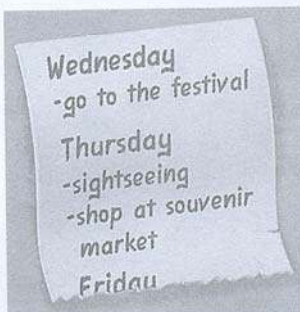 Wednesday
-go to the festival
Thursday
-sightseeing
-shop at souvenir
market
Friday